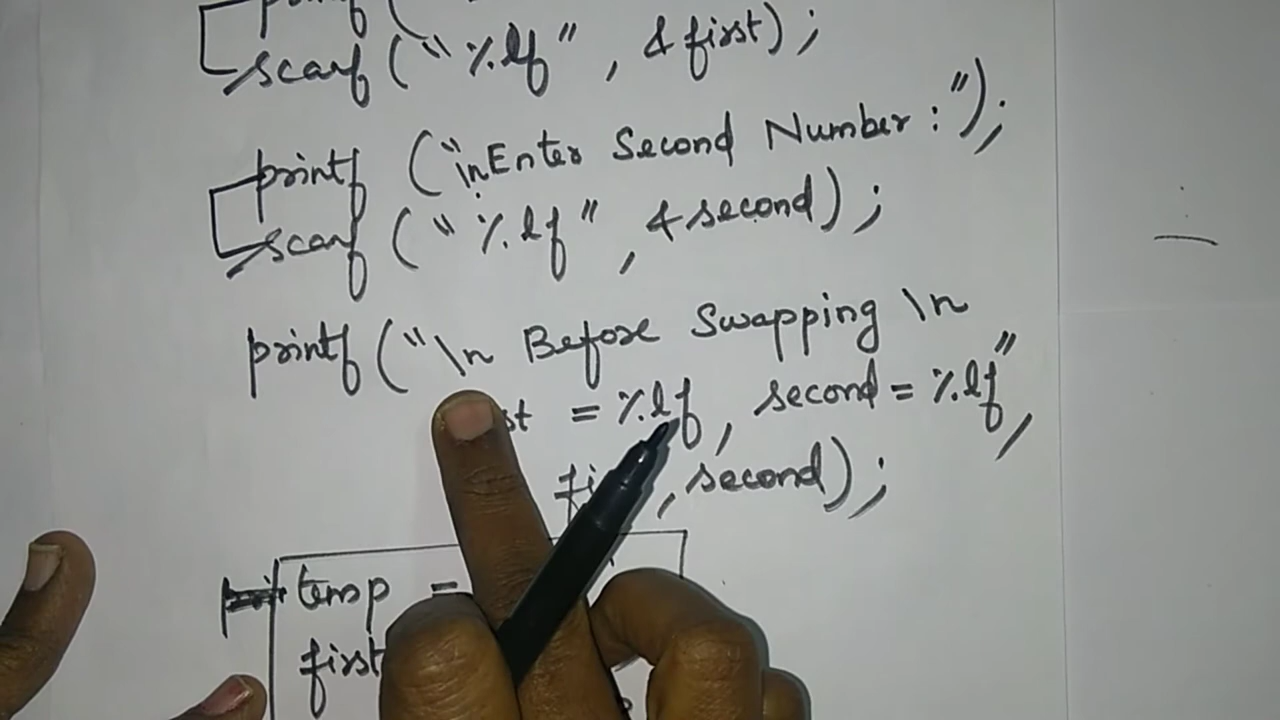 scanf ("%lf", &first);
printf ("\nEnter Second Number:");
scanf ("%lf", &second);
printf ("\n Before Swapping \n
= %lf, second = %lf",
, second);
temp =
first